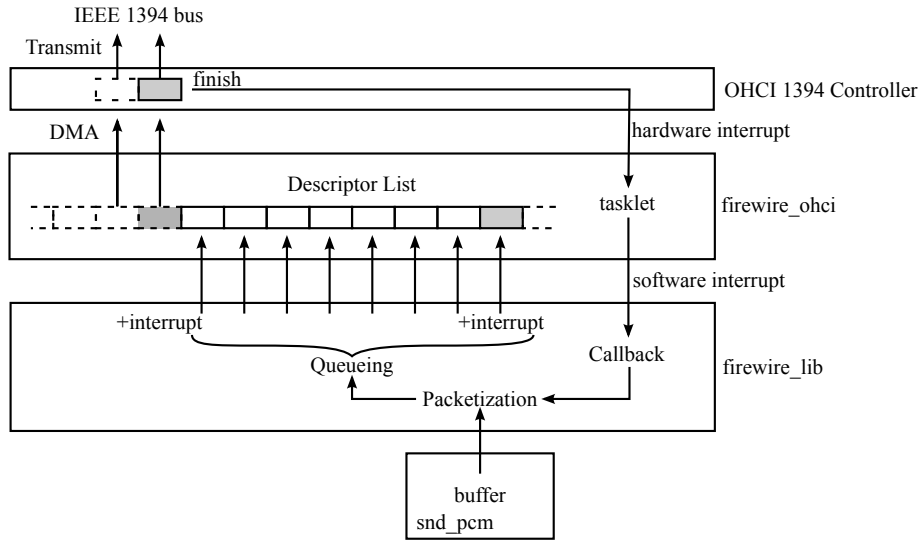 IEEE 1394 bus
Transmit
finish
OHCI 1394 Controller
DMA
hardware interrupt
Descriptor List
tasklet
firewire_ohci
software interrupt
+interrupt
+interrupt
Callback
Queueing
firewire_lib
Packetization
buffer
snd_pcm